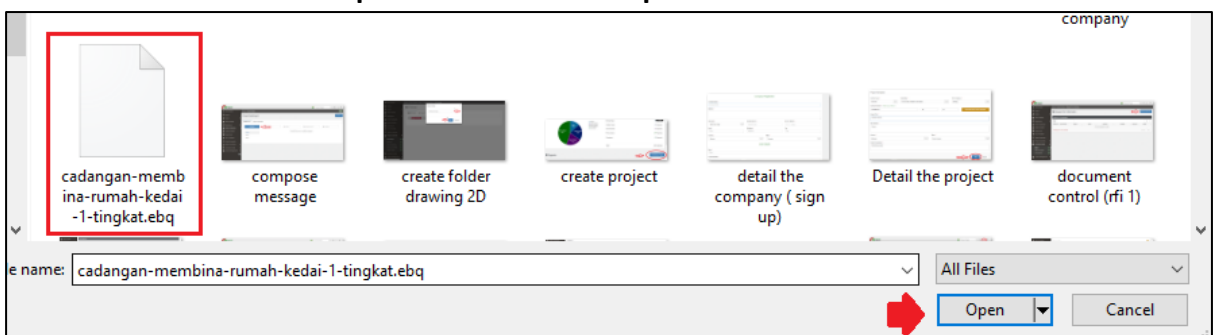 company
cadangan-memb
ina-rumah-kedai
-1-tingkat.ebq
compose
message
create folder
drawing 2D
create project
detail the
company ( sign
up)
Detail the project
document
control (rfi 1)
e name: cadangan-membina-rumah-kedai-1-tingkat.ebq
All Files
Open
Cancel